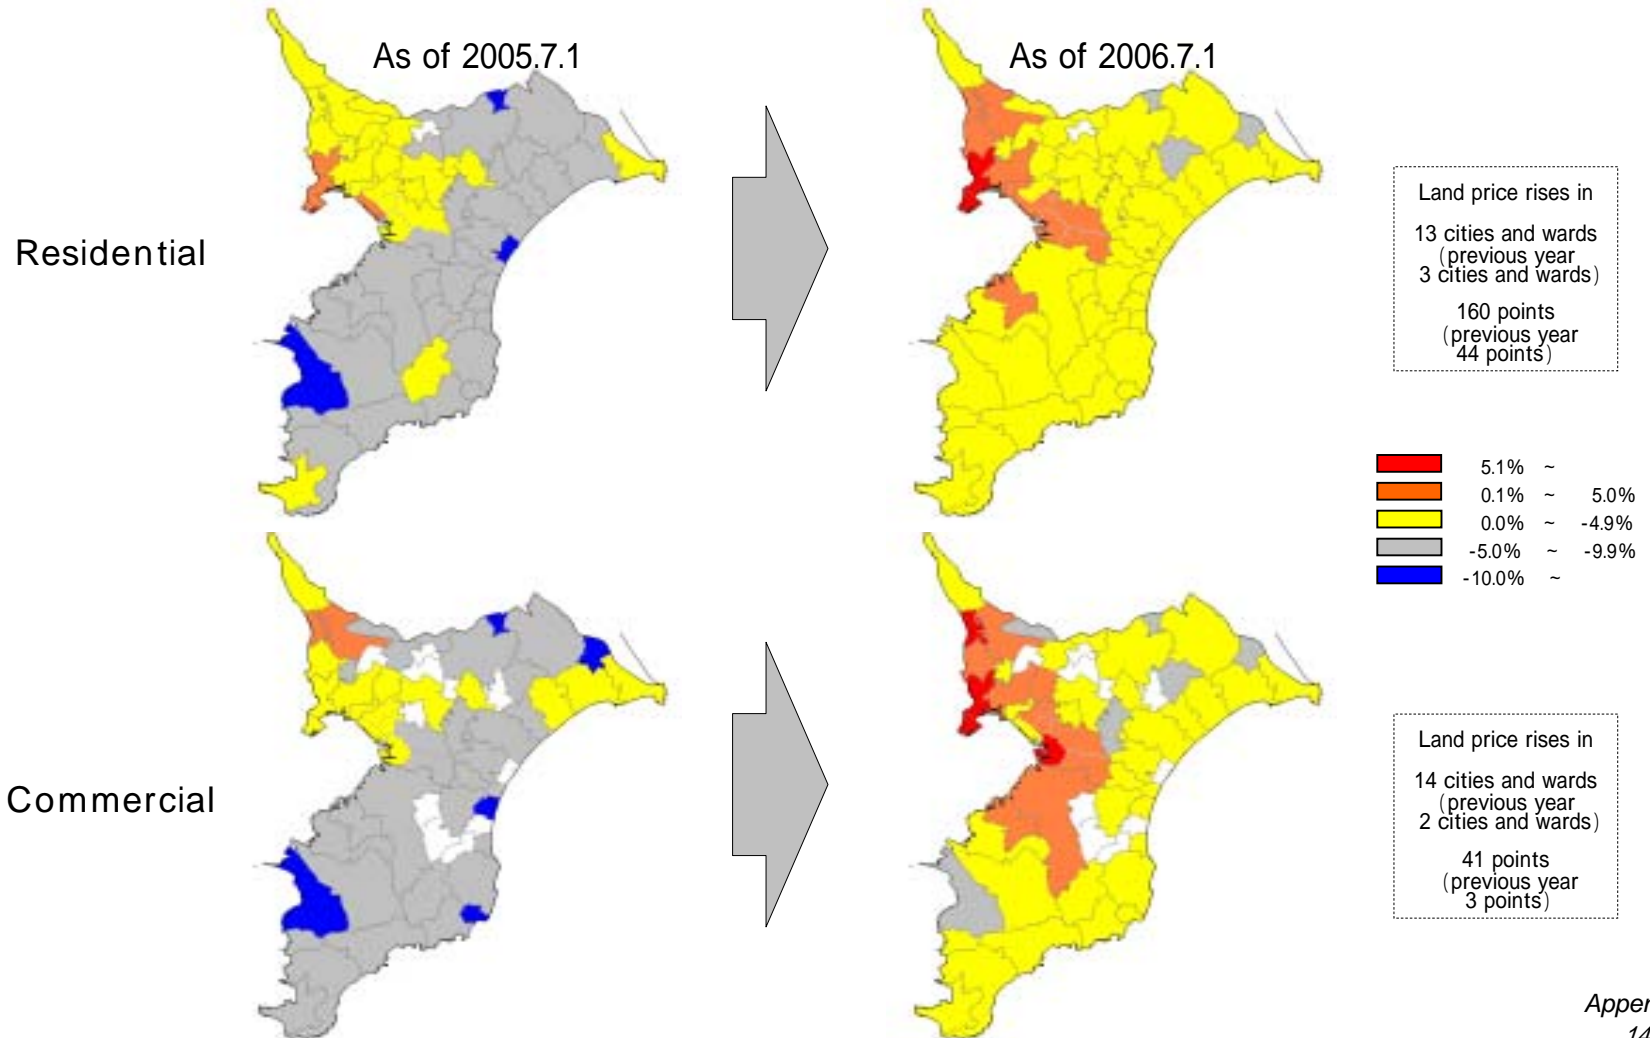 As of 2005.7.1
As of 2006.7.1
Residential
Land price rises in
13 cities and wards
(previous year
3 cities and wards)
160 points
(previous year
44 points)
5.1% ~
0.1% ~ 5.0%
0.0% ~ -4.9%
-5.0% ~ -9.9%
-10.0% ~
Commercial
Land price rises in
14 cities and wards
(previous year
2 cities and wards)
41 points
(previous year
3 points)